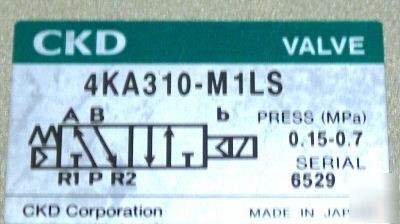 CKD VALVE
4KA310-M1LS
A B b PRESS (MPa)
0.15-0.7
SERIAL
R1 P R2 6529
CKD Corporation MADE IN JAPAN